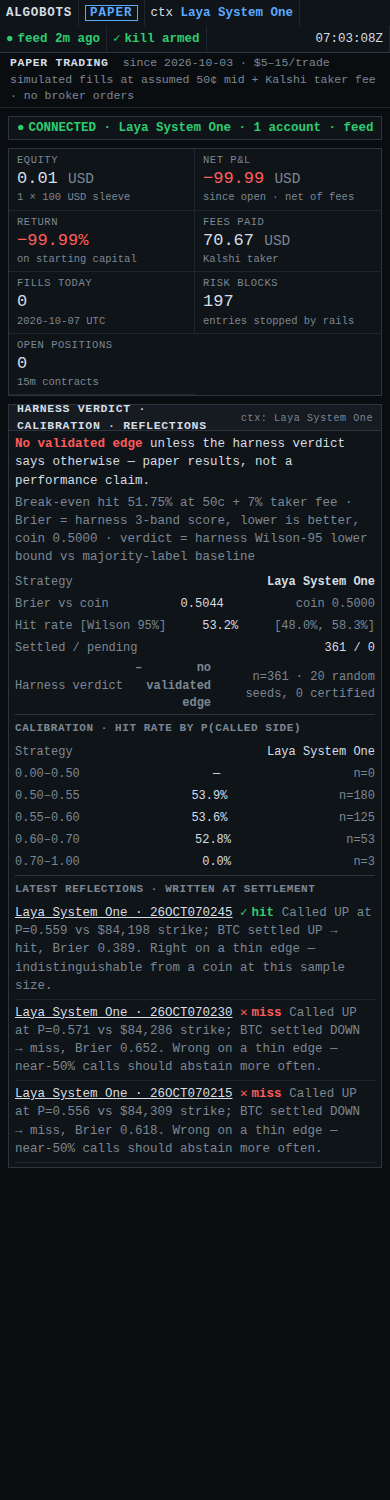 ALGOBOTS PAPER ctx Laya System One
● feed 2m ago ✓ kill armed 07:03:08Z
PAPER TRADING since 2026-10-03 · $5–15/trade
simulated fills at assumed 50¢ mid + Kalshi taker fee
· no broker orders
● CONNECTED · Laya System One · 1 account · feed
EQUITY NET P&L
0.01 USD −99.99 USD
1 × 100 USD sleeve since open · net of fees
RETURN FEES PAID
−99.99% 70.67 USD
on starting capital Kalshi taker
FILLS TODAY RISK BLOCKS
0 197
2026-10-07 UTC entries stopped by rails
OPEN POSITIONS
0
15m contracts
HARNESS VERDICT ·
CALIBRATION · REFLECTIONS ctx: Laya System One
No validated edge unless the harness verdict
says otherwise — paper results, not a
performance claim.
Break-even hit 51.75% at 50c + 7% taker fee ·
Brier = harness 3-band score, lower is better,
coin 0.5000 · verdict = harness Wilson-95 lower
bound vs majority-label baseline
Strategy Laya System One
Brier vs coin 0.5044 coin 0.5000
Hit rate [Wilson 95%] 53.2% [48.0%, 58.3%]
Settled / pending 361 / 0
Harness verdict – no validated edge n=361 · 20 random seeds, 0 certified
CALIBRATION · HIT RATE BY P(CALLED SIDE)
Strategy Laya System One
0.00–0.50 — n=0
0.50–0.55 53.9% n=180
0.55–0.60 53.6% n=125
0.60–0.70 52.8% n=53
0.70–1.00 0.0% n=3
LATEST REFLECTIONS · WRITTEN AT SETTLEMENT
Laya System One · 26OCT070245 ✓ hit Called UP at
P=0.559 vs $84,198 strike; BTC settled UP →
hit, Brier 0.389. Right on a thin edge —
indistinguishable from a coin at this sample
size.
Laya System One · 26OCT070230 ✕ miss Called UP
at P=0.571 vs $84,286 strike; BTC settled DOWN
→ miss, Brier 0.652. Wrong on a thin edge —
near-50% calls should abstain more often.
Laya System One · 26OCT070215 ✕ miss Called UP
at P=0.556 vs $84,309 strike; BTC settled DOWN
→ miss, Brier 0.618. Wrong on a thin edge —
near-50% calls should abstain more often.